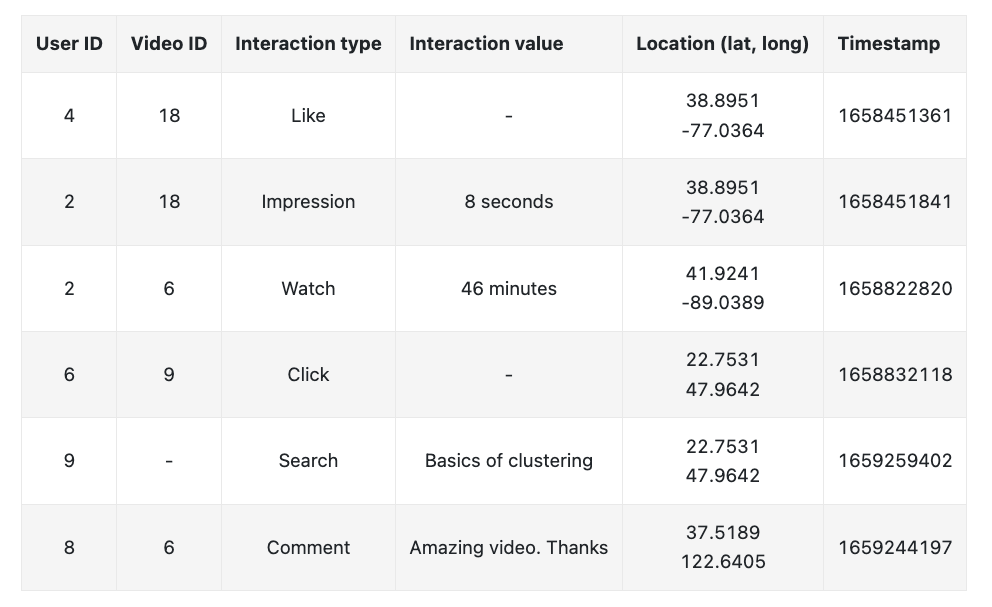 User ID Video ID Interaction type Interaction value Location (lat, long) Timestamp
4 18 Like - 38.8951 -77.0364 1658451361
2 18 Impression 8 seconds 38.8951 -77.0364 1658451841
2 6 Watch 46 minutes 41.9241 -89.0389 1658822820
6 9 Click - 22.7531 47.9642 1658832118
9 - Search Basics of clustering 22.7531 47.9642 1659259402
8 6 Comment Amazing video. Thanks 37.5189 122.6405 1659244197